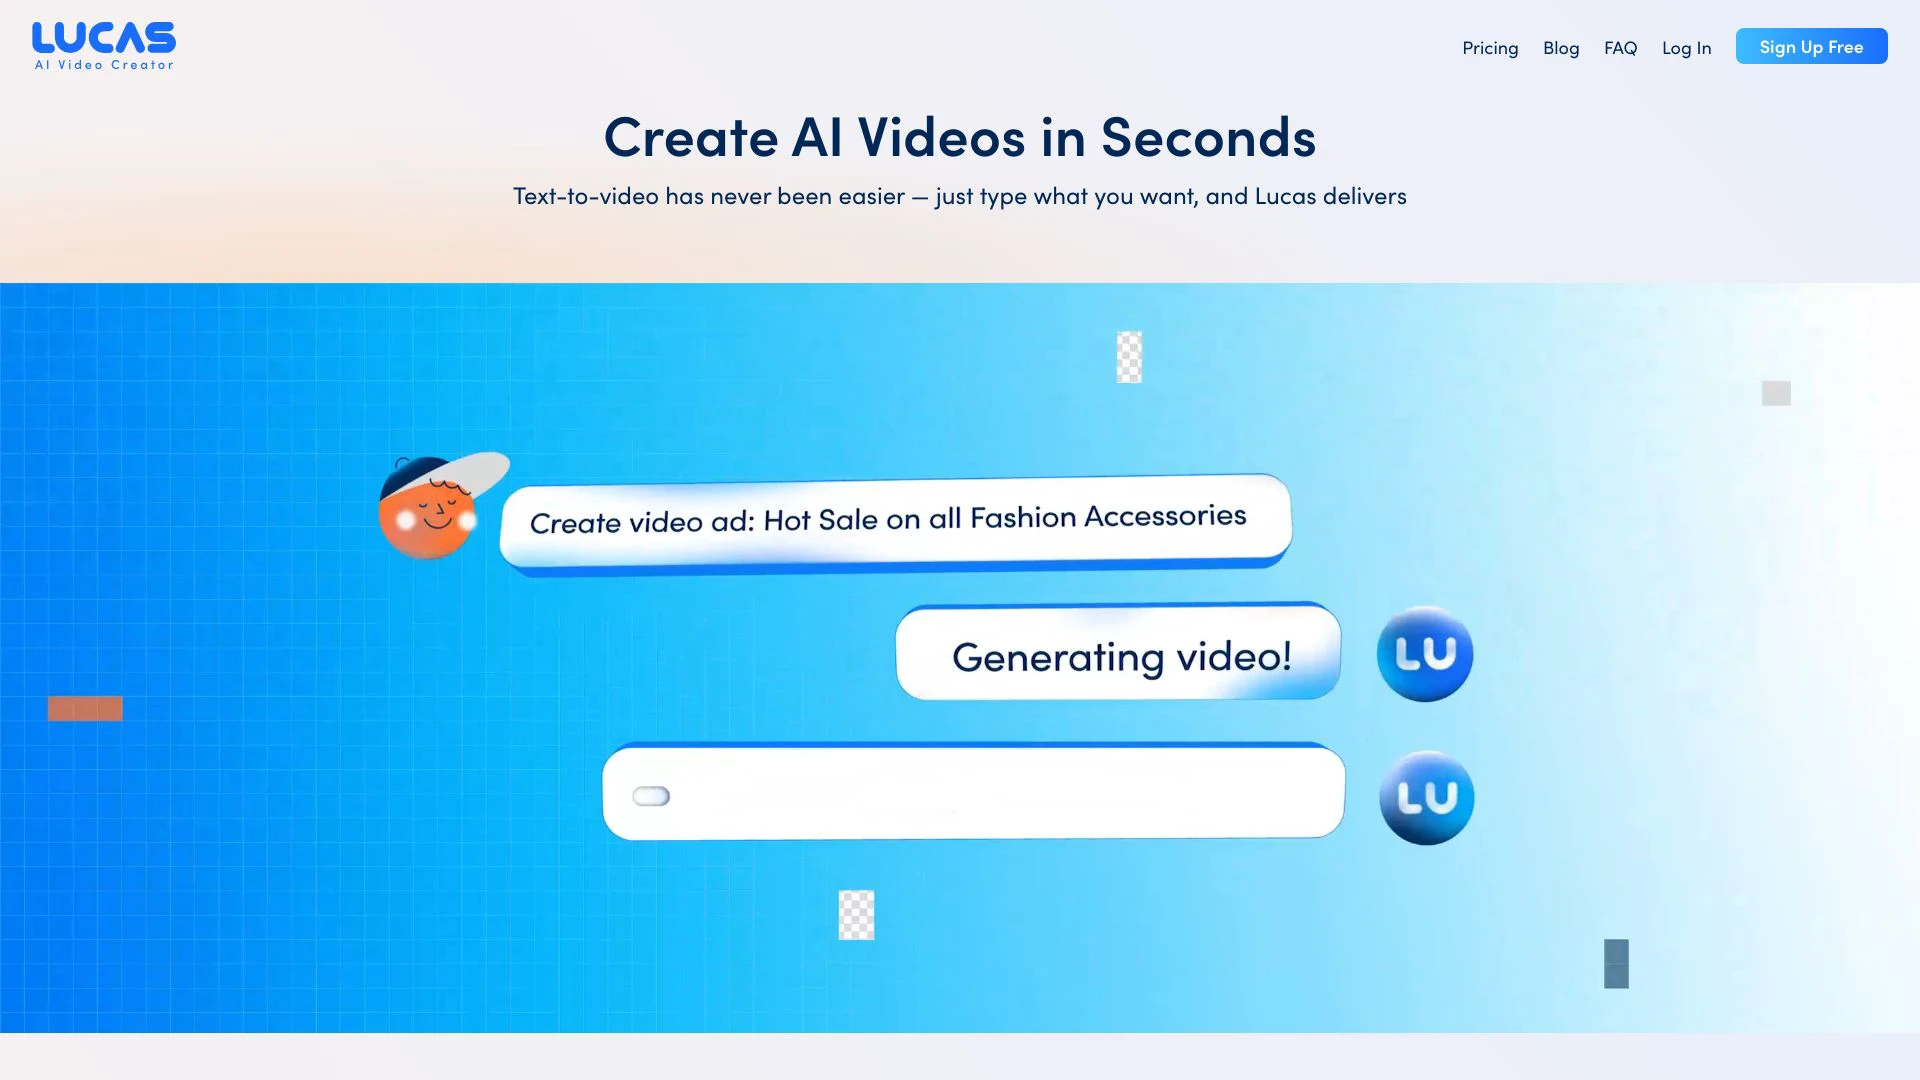 LUCAS
AI Video Creator
Pricing
Blog
FAQ
Log In
Sign Up Free
Create AI Videos in Seconds
Text-to-video has never been easier — just type what you want, and Lucas delivers
Create video ad: Hot Sale on all Fashion Accessories
Generating video!
LU
LU